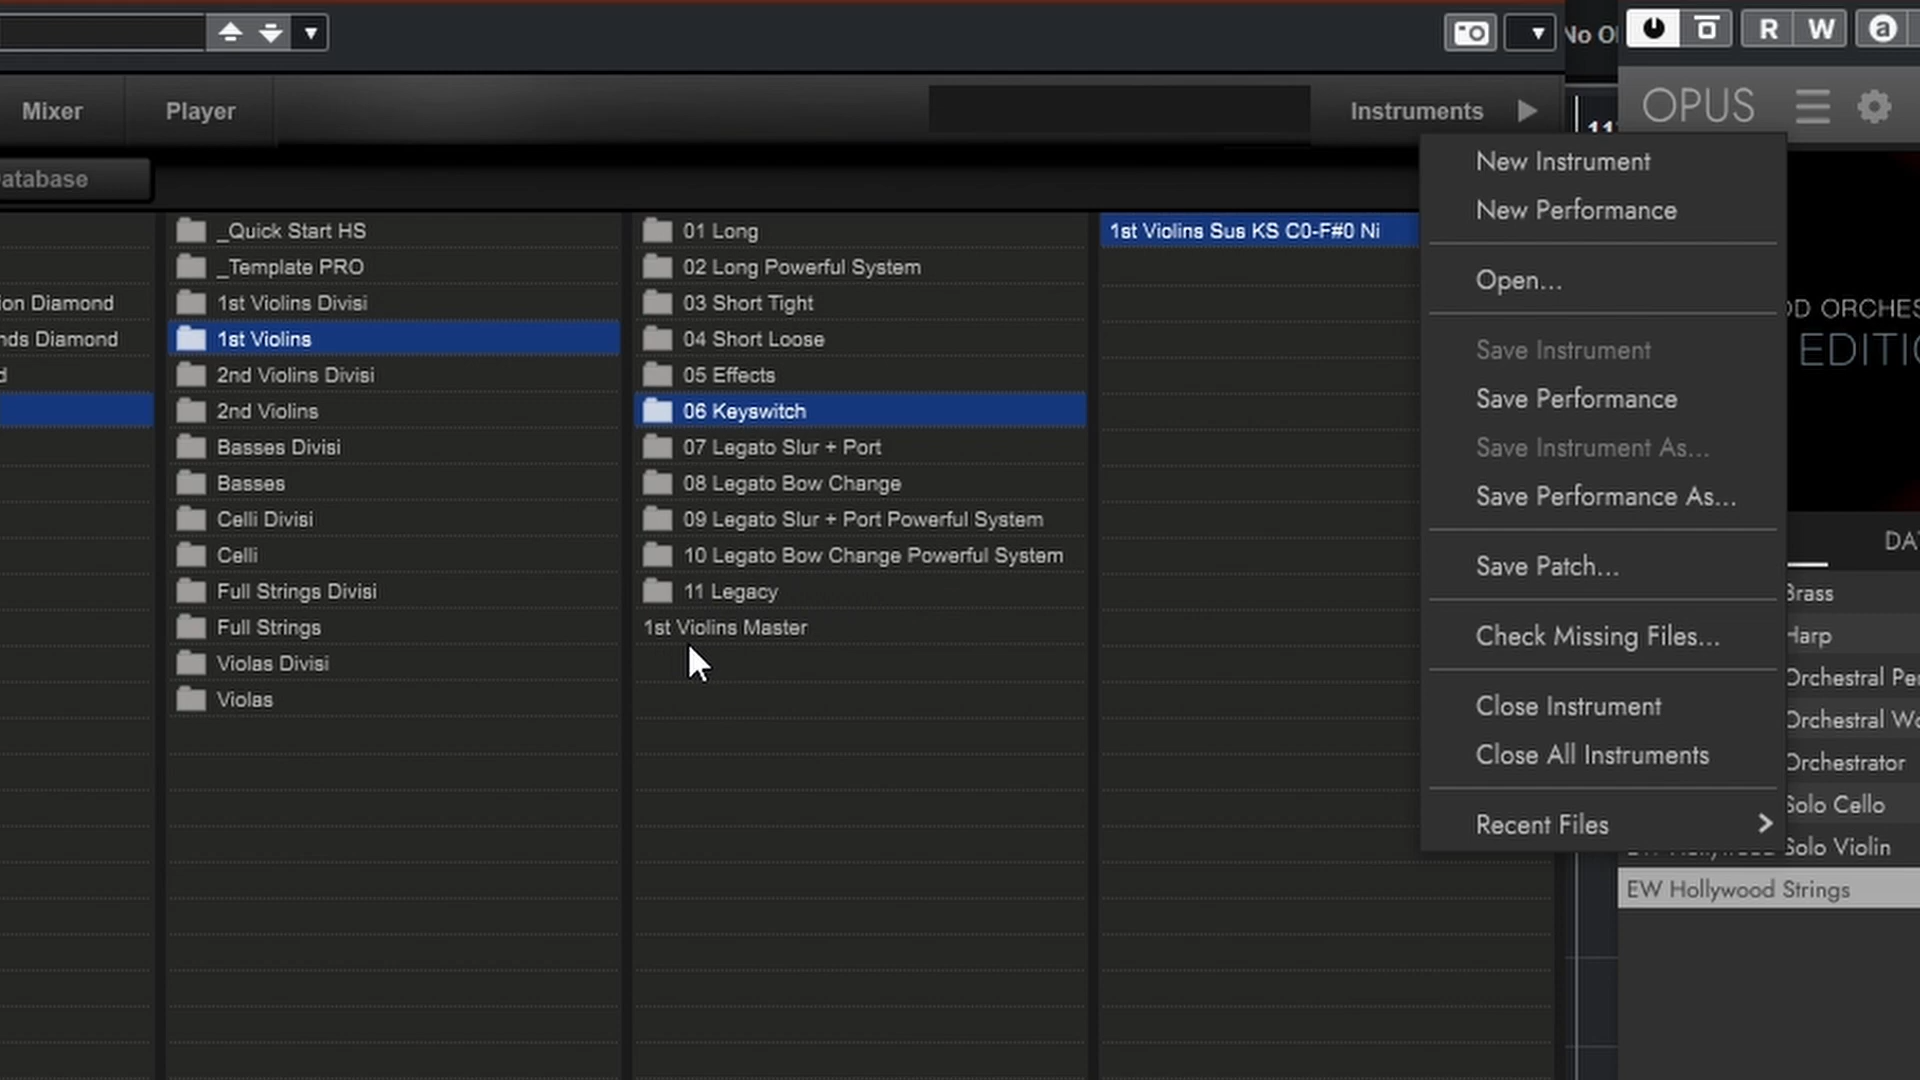 No
R W a
Mixer Player Instruments
OPUS
_Quick Start HS
_Template PRO
ion Diamond
1st Violins Divisi
nds Diamond
1st Violins
2nd Violins Divisi
2nd Violins
Basses Divisi
Basses
Celli Divisi
Celli
Full Strings Divisi
Full Strings
Violas Divisi
Violas
01 Long
02 Long Powerful System
03 Short Tight
04 Short Loose
05 Effects
06 Keyswitch
07 Legato Slur + Port
08 Legato Bow Change
09 Legato Slur + Port Powerful System
10 Legato Bow Change Powerful System
11 Legacy
1st Violins Master
1st Violins Sus KS C0-F#0 Ni
New Instrument
New Performance
Open...
Save Instrument
Save Performance
Save Instrument As...
Save Performance As...
Save Patch...
Check Missing Files...
Close Instrument
Close All Instruments
Recent Files
Brass
Harp
Orchestral
Orchestral
Orchestrator
Solo Cello
Solo Violin
EW Hollywood Strings